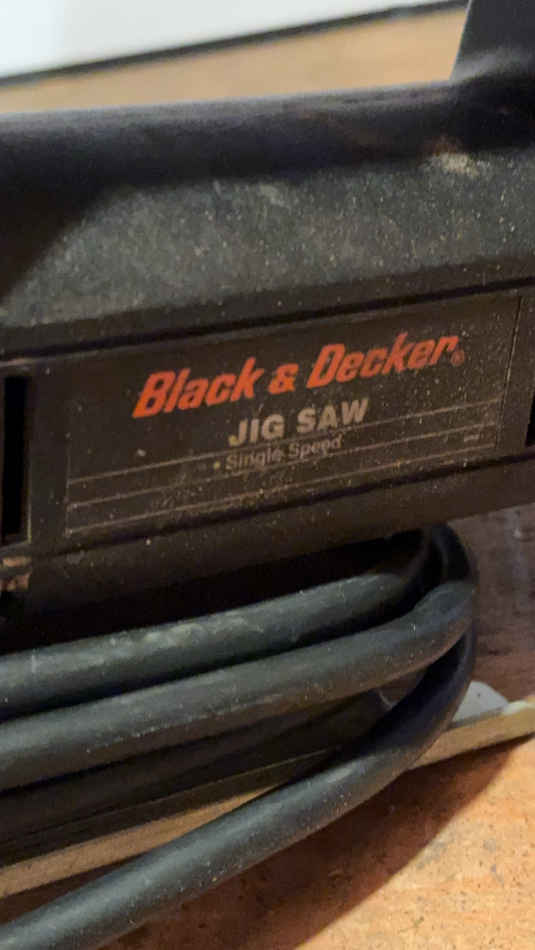 Black & Decker®
JIG SAW
• Single Speed